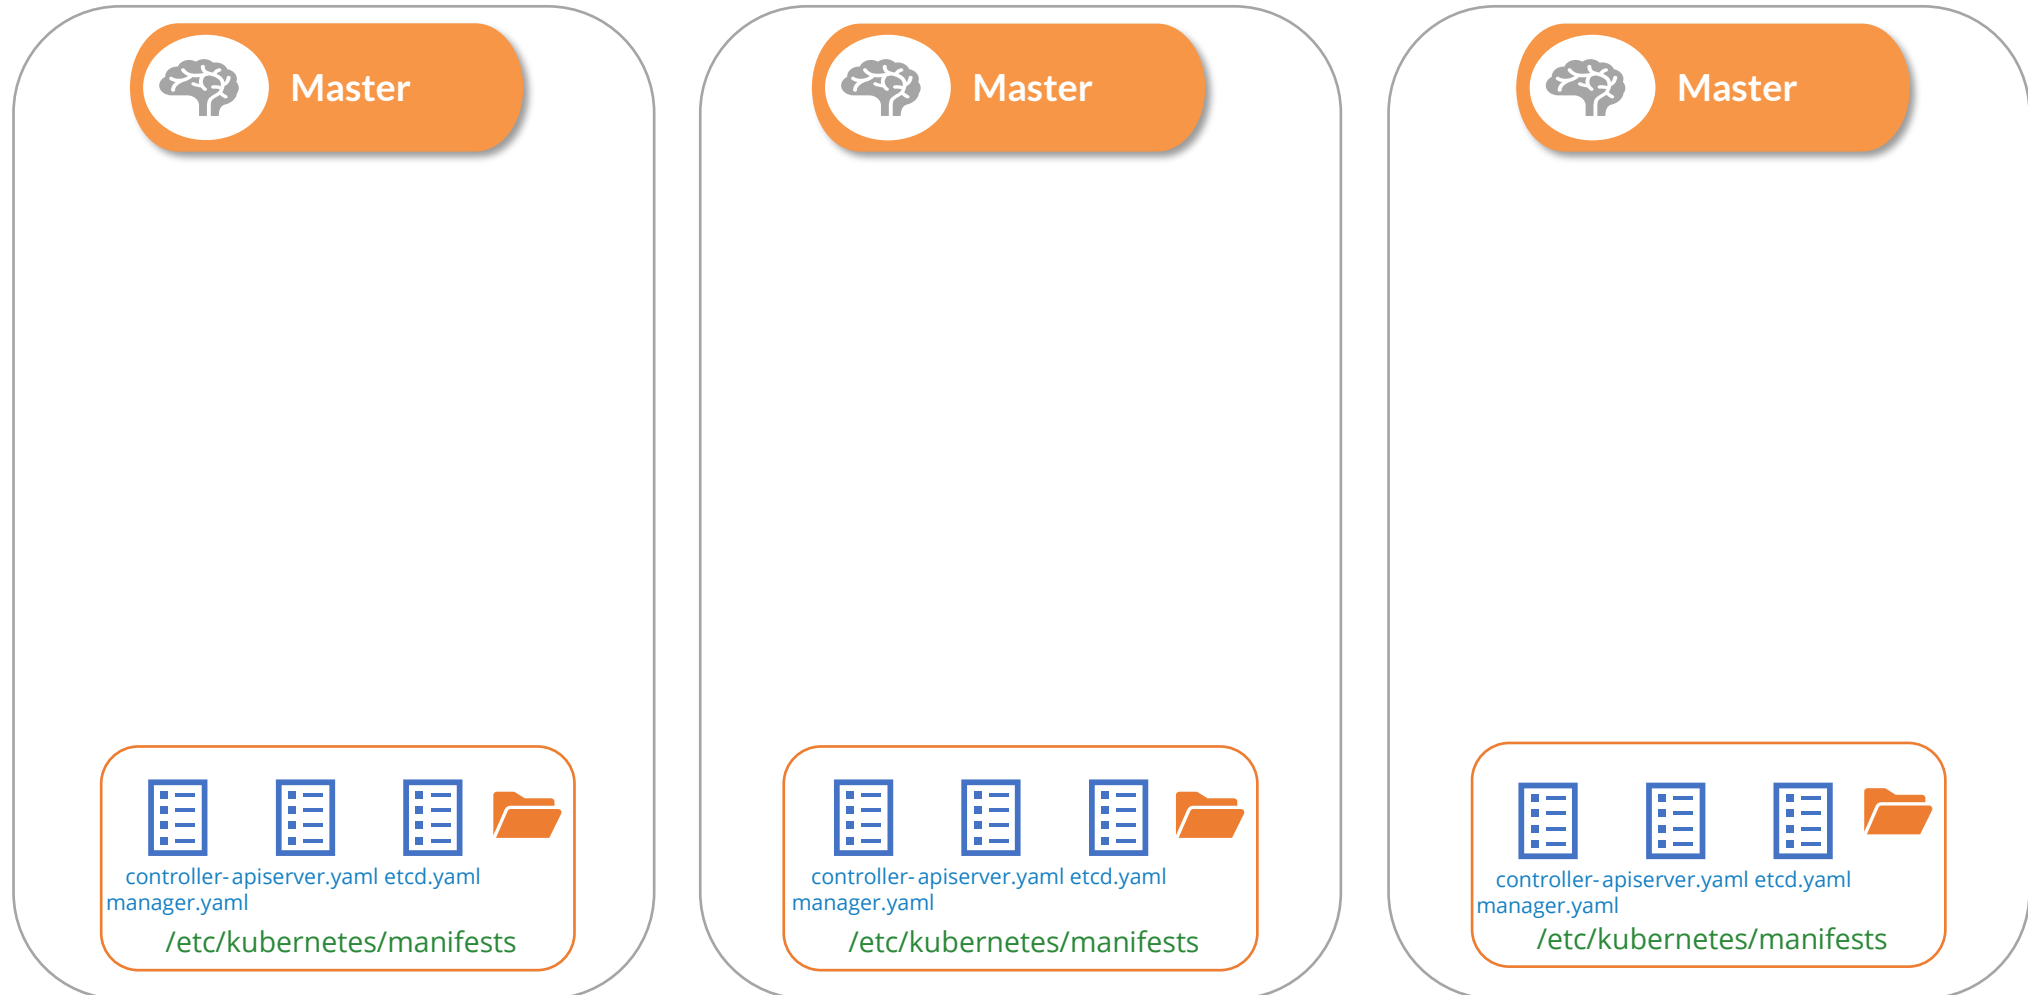 Master
controller- apiserver.yaml etcd.yaml
manager.yaml
/etc/kubernetes/manifests
Master
controller- apiserver.yaml etcd.yaml
manager.yaml
/etc/kubernetes/manifests
Master
controller- apiserver.yaml etcd.yaml
manager.yaml
/etc/kubernetes/manifests